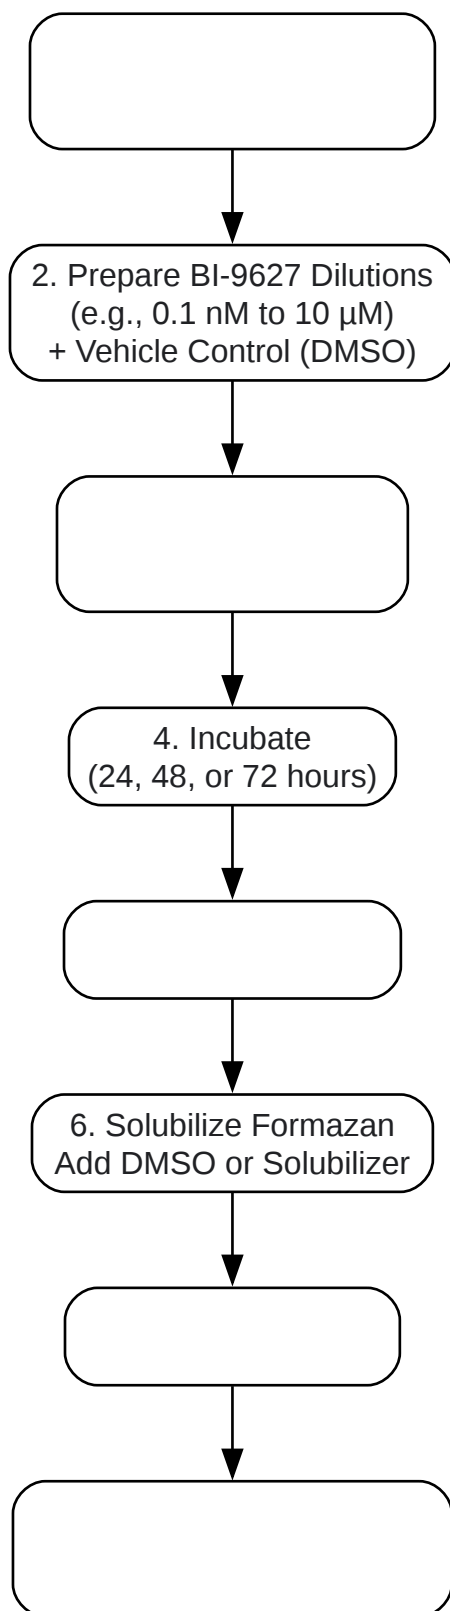 2. Prepare BI-9627 Dilutions
(e.g., 0.1 nM to 10 µM)
+ Vehicle Control (DMSO)
4. Incubate
(24, 48, or 72 hours)
6. Solubilize Formazan
Add DMSO or Solubilizer